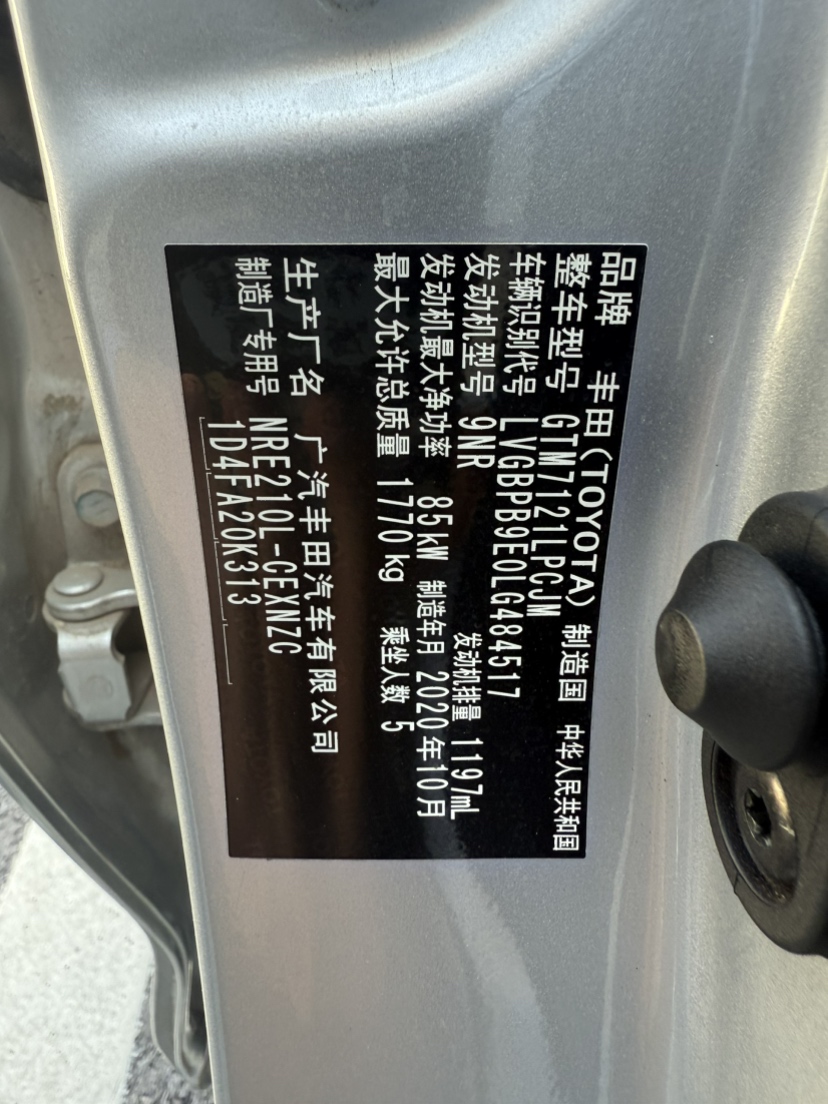 品牌 丰田(TOYOTA) 制造国 中华人民共和国
整车型号 GTM7121LPCJM
车辆识别代号 LVGBPB9E0LG484517
发动机型号 9NR 发动机排量 1197mL
发动机最大净功率 85kW 制造年月 2020年10月
最大允许总质量 1770kg 乘坐人数 5
生产厂名 广汽丰田汽车有限公司
制造厂专用号 NRE210L-CEXNZC
1D4FA20K313